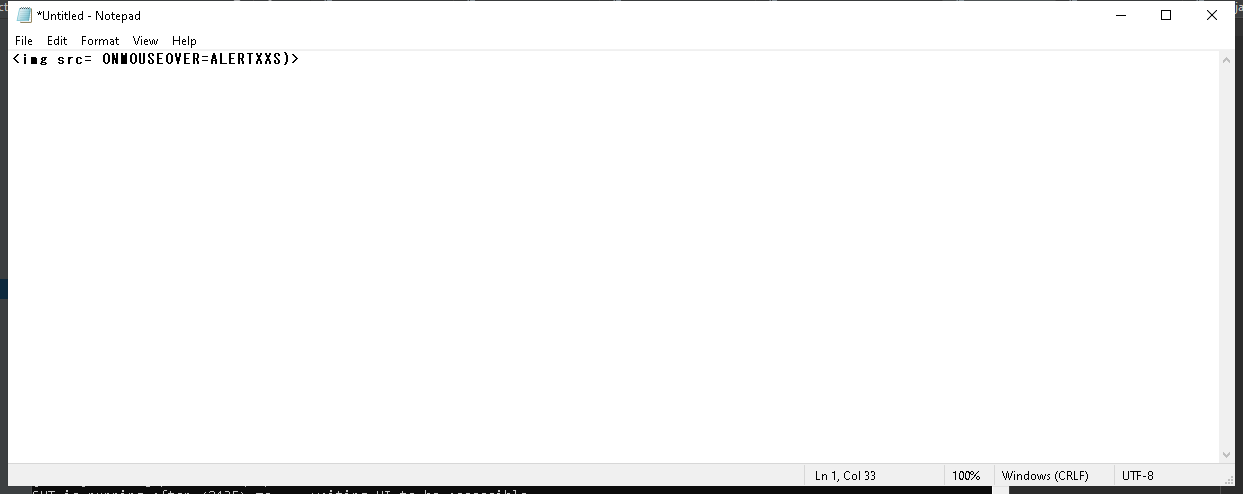 *Untitled - Notepad
File Edit Format View Help
<img src= ONMOUSEOVER=ALERTXXS)>
Ln 1, Col 33 100% Windows (CRLF) UTF-8